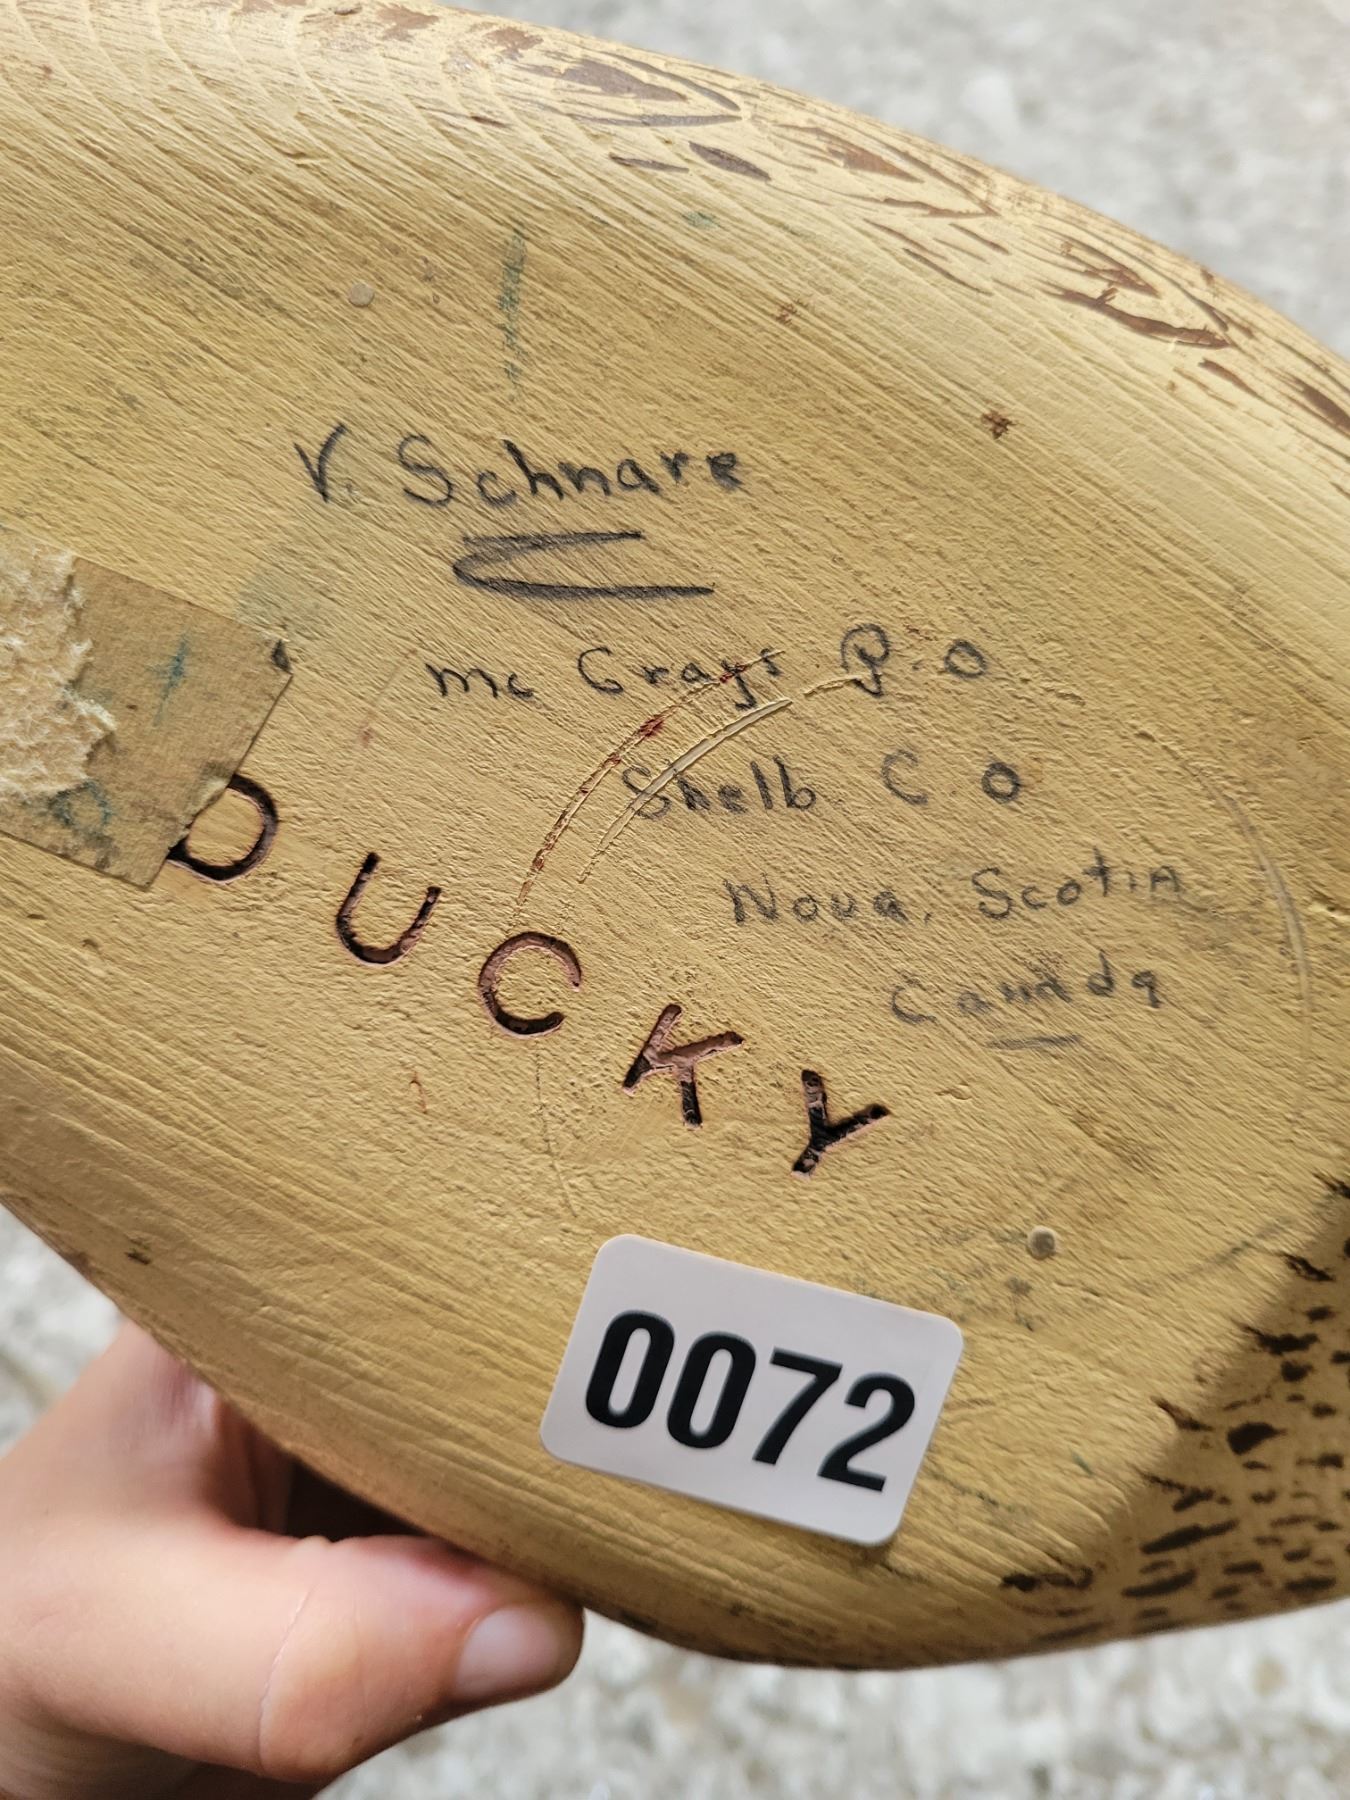 V. Schnare
Mc Grays P.O
Shelb. C.O
Nova. Scotia
Canada
DUCKY
0072